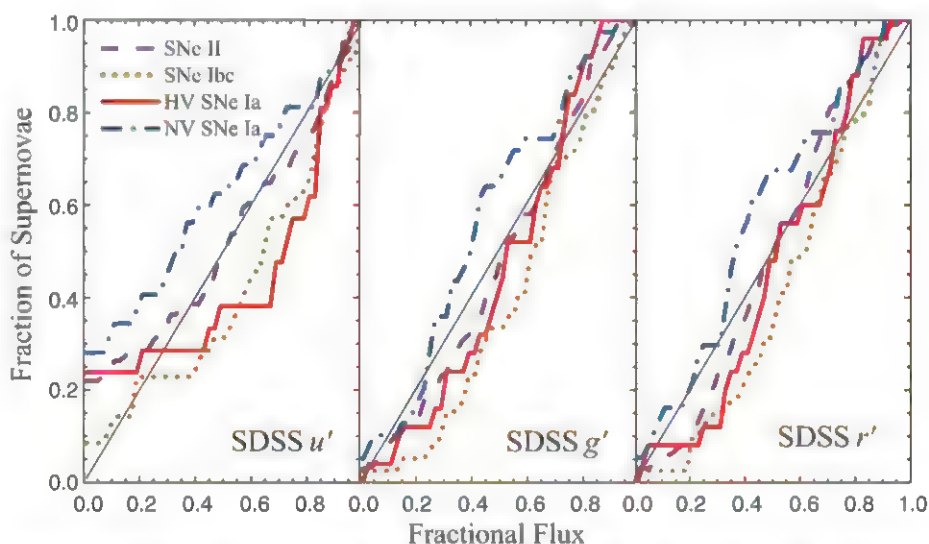 1.0
0.8
0.6
0.4
0.2
0.0
Fraction of Supernovae
SNe II
SNe Ibc
HV SNe Ia
NV SNe Ia
SDSS u'
SDSS g'
SDSS r'
0.0 0.2 0.4 0.6 0.8 0.0 0.2 0.4 0.6 0.8 0.0 0.2 0.4 0.6 0.8 1.0
Fractional Flux